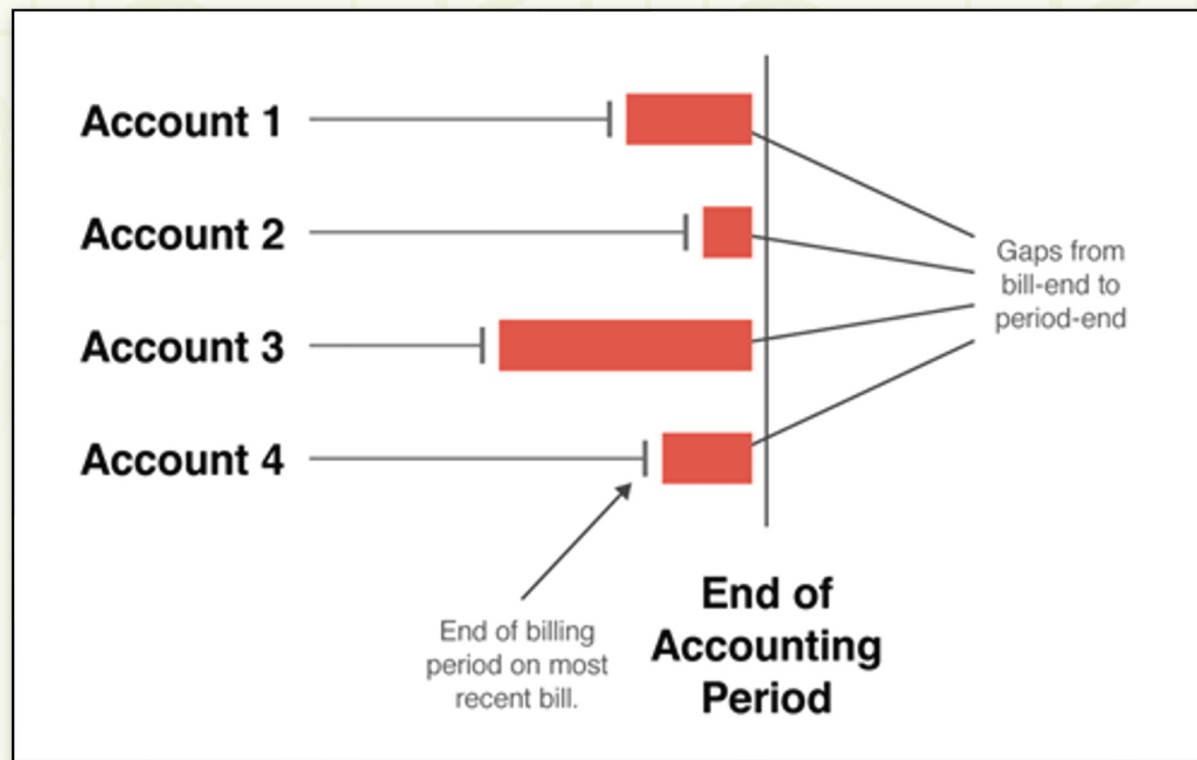 Account 1
Account 2
Account 3
Account 4
Gaps from
bill-end to
period-end
End of billing
period on most
recent bill.
End of
Accounting
Period